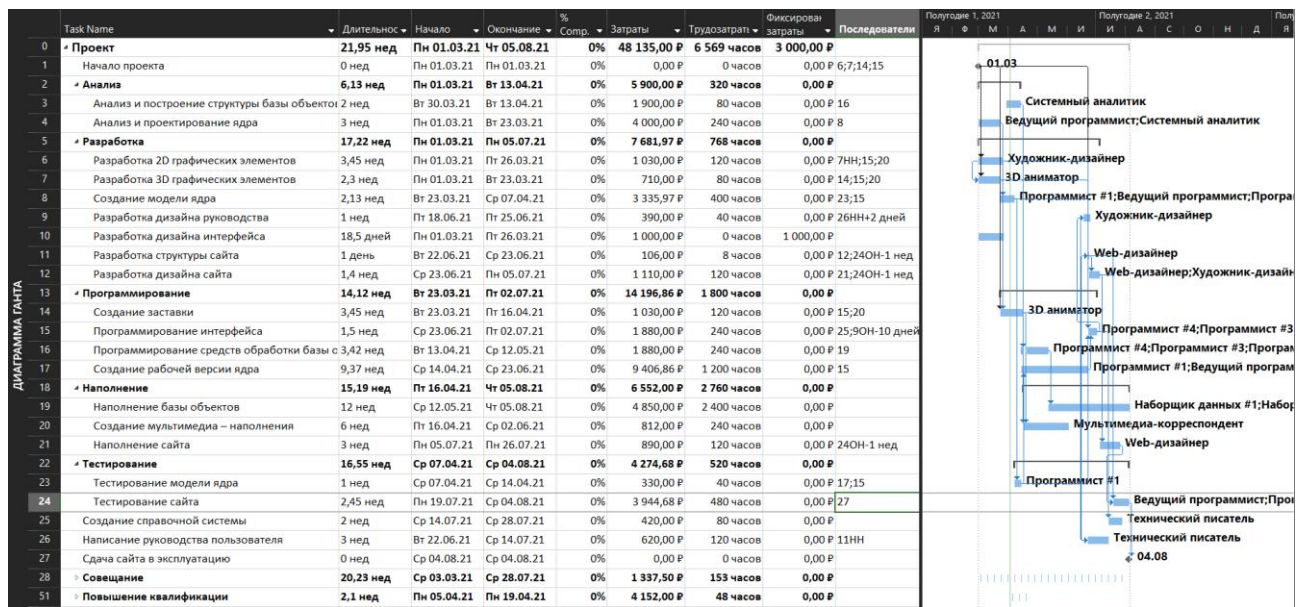 Полугодие 1, 2021 Полугодие 2, 2021
Task Name Длительнос Начало Окончание % Comp. Затраты Трудозатрат Фиксирован затраты Последователи Я Ф М А М И И А С О Н Д Я
0 Проект 21,95 нед Пн 01.03.21 Чт 05.08.21 0% 48 135,00 ₽ 6 569 часов 3 000,00 ₽
1 Начало проекта 0 нед Пн 01.03.21 Пн 01.03.21 0% 0,00 ₽ 0 часов 0,00 ₽ 6;7;14;15 01.03
2 Анализ 6,13 нед Пн 01.03.21 Вт 13.04.21 0% 5 900,00 ₽ 320 часов 0,00 ₽
3 Анализ и построение структуры базы объекто 2 нед Вт 30.03.21 Вт 13.04.21 0% 1 900,00 ₽ 80 часов 0,00 ₽ 16 Системный аналитик
4 Анализ и проектирование ядра 3 нед Пн 01.03.21 Вт 23.03.21 0% 4 000,00 ₽ 240 часов 0,00 ₽ 8 Ведущий программист;Системный аналитик
5 Разработка 17,22 нед Пн 01.03.21 Пн 05.07.21 0% 7 681,97 ₽ 768 часов 0,00 ₽
6 Разработка 2D графических элементов 3,45 нед Пн 01.03.21 Пт 26.03.21 0% 1 030,00 ₽ 120 часов 0,00 ₽ 7НН;15;20 Художник-дизайнер
7 Разработка 3D графических элементов 2,3 нед Пн 01.03.21 Вт 23.03.21 0% 710,00 ₽ 80 часов 0,00 ₽ 14;15;20 3D аниматор
8 Создание модели ядра 2,13 нед Вт 23.03.21 Ср 07.04.21 0% 3 335,97 ₽ 400 часов 0,00 ₽ 23;15 Программист #1;Ведущий программист;Програ
9 Разработка дизайна руководства 1 нед Пт 18.06.21 Пт 25.06.21 0% 390,00 ₽ 40 часов 0,00 ₽ 26НН+2 дней Художник-дизайнер
10 Разработка дизайна интерфейса 18,5 дней Пн 01.03.21 Пт 26.03.21 0% 1 000,00 ₽ 0 часов 1 000,00 ₽
11 Разработка структуры сайта 1 день Вт 22.06.21 Ср 23.06.21 0% 106,00 ₽ 8 часов 0,00 ₽ 12;24ОН-1 нед Web-дизайнер
12 Разработка дизайна сайта 1,4 нед Ср 23.06.21 Пн 05.07.21 0% 1 110,00 ₽ 120 часов 0,00 ₽ 21;24ОН-1 нед Web-дизайнер;Художник-дизайн
13 Программирование 14,12 нед Вт 23.03.21 Пт 02.07.21 0% 14 196,86 ₽ 1 800 часов 0,00 ₽
14 Создание заставки 3,45 нед Вт 23.03.21 Пт 16.04.21 0% 1 030,00 ₽ 120 часов 0,00 ₽ 15;20 3D аниматор
15 Программирование интерфейса 1,5 нед Ср 23.06.21 Пт 02.07.21 0% 1 880,00 ₽ 240 часов 0,00 ₽ 25;9ОН-10 дней Программист #4;Программист #3
16 Программирование средств обработки базы о 3,42 нед Вт 13.04.21 Ср 12.05.21 0% 1 880,00 ₽ 240 часов 0,00 ₽ 19 Программист #4;Программист #3;Програм
17 Создание рабочей версии ядра 9,37 нед Ср 14.04.21 Ср 23.06.21 0% 9 406,86 ₽ 1 200 часов 0,00 ₽ 15 Программист #1;Ведущий програм
18 Наполнение 15,19 нед Пт 16.04.21 Чт 05.08.21 0% 6 552,00 ₽ 2 760 часов 0,00 ₽
19 Наполнение базы объектов 12 нед Ср 12.05.21 Чт 05.08.21 0% 4 850,00 ₽ 2 400 часов 0,00 ₽ Наборщик данных #1;Набор
20 Создание мультимедиа – наполнения 6 нед Пт 16.04.21 Ср 02.06.21 0% 812,00 ₽ 240 часов 0,00 ₽ Мультимедиа-корреспондент
21 Наполнение сайта 3 нед Пн 05.07.21 Пн 26.07.21 0% 890,00 ₽ 120 часов 0,00 ₽ 24ОН-1 нед Web-дизайнер
22 Тестирование 16,55 нед Ср 07.04.21 Ср 04.08.21 0% 4 274,68 ₽ 520 часов 0,00 ₽
23 Тестирование модели ядра 1 нед Ср 07.04.21 Ср 14.04.21 0% 330,00 ₽ 40 часов 0,00 ₽ 17;15 Программист #1
24 Тестирование сайта 2,45 нед Пн 19.07.21 Ср 04.08.21 0% 3 944,68 ₽ 480 часов 0,00 ₽ 27 Ведущий программист;Про
25 Создание справочной системы 2 нед Ср 14.07.21 Ср 28.07.21 0% 420,00 ₽ 80 часов 0,00 ₽ Технический писатель
26 Написание руководства пользователя 3 нед Вт 22.06.21 Ср 14.07.21 0% 620,00 ₽ 120 часов 0,00 ₽ 11НН Технический писатель
27 Сдача сайта в эксплуатацию 0 нед Ср 04.08.21 Ср 04.08.21 0% 0,00 ₽ 0 часов 0,00 ₽ 04.08
28 Совещание 20,23 нед Ср 03.03.21 Ср 28.07.21 0% 1 337,50 ₽ 153 часов 0,00 ₽
51 Повышение квалификации 2,1 нед Пн 05.04.21 Пн 19.04.21 0% 4 152,00 ₽ 48 часов 0,00 ₽
ДИАГРАММА ГАНТА